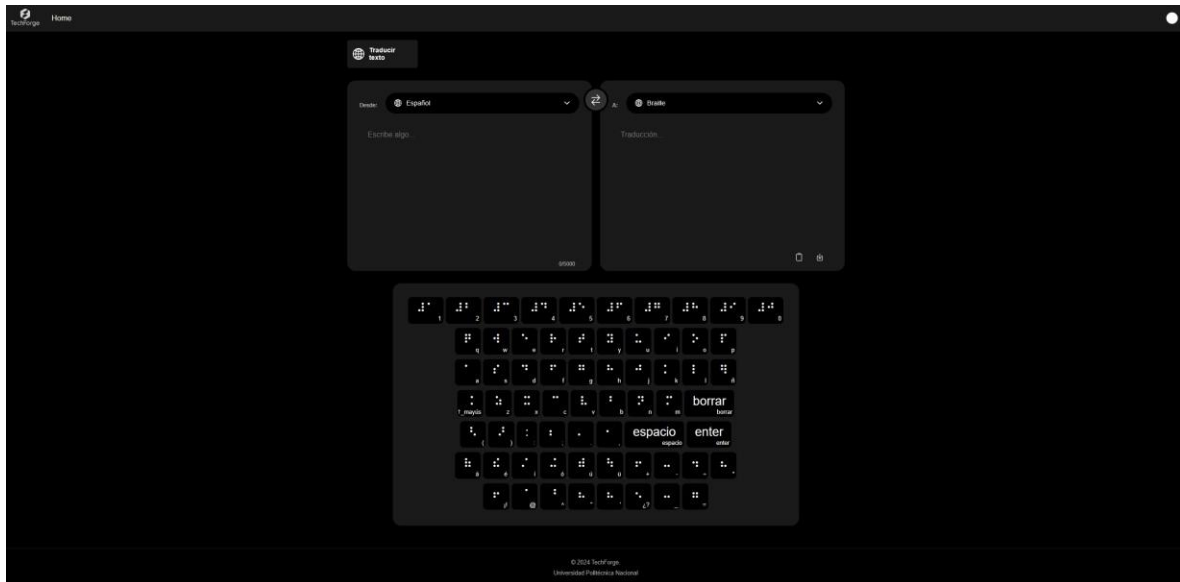 TechForge
Home
Traducir
texto
Desde: Español
A: Braille
Escribe algo...
Traducción...
0/5000
1 2 3 4 5 6 7 8 9 0
q w e r t y u i o p
a s d f g h j k l ñ
z x c v b n m borrar
borrar
( ) espacio enter
espacio enter
á é í ó ú ü + - "
@ ^ ¿? _ =
© 2024 TechForge,
Universidad Politécnica Nacional